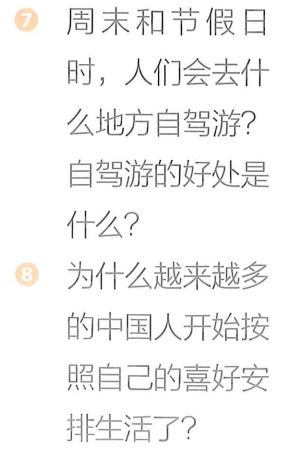 7 周末和节假日
时，人们会去什
么地方自驾游？
自驾游的好处是
什么？
8 为什么越来越多
的中国人开始按
照自己的喜好安
排生活了？